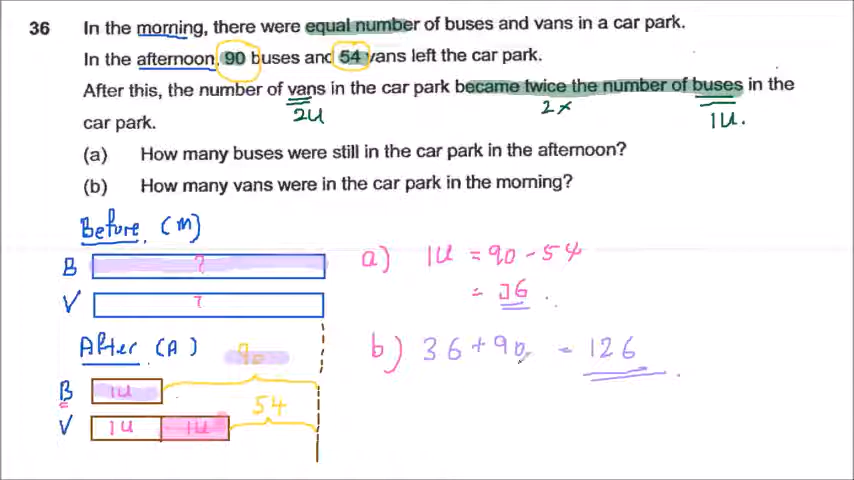 36 In the morning, there were equal number of buses and vans in a car park.
In the afternoon, 90 buses and 54 vans left the car park.
After this, the number of vans in the car park became twice the number of buses in the
2u 2x 1u.
car park.
(a) How many buses were still in the car park in the afternoon?
(b) How many vans were in the car park in the morning?
Before (M)
B ?
V ?
After (A)
90
B 1u
54
V 1u 1u
a) 1u = 90 - 54
= 36.
b) 36 + 90 = 126.